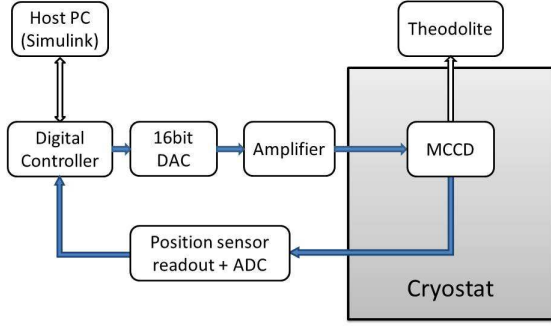 Host PC
(Simulink)
Theodolite
Digital
Controller
16bit
DAC
Amplifier
MCCD
Position sensor
readout + ADC
Cryostat